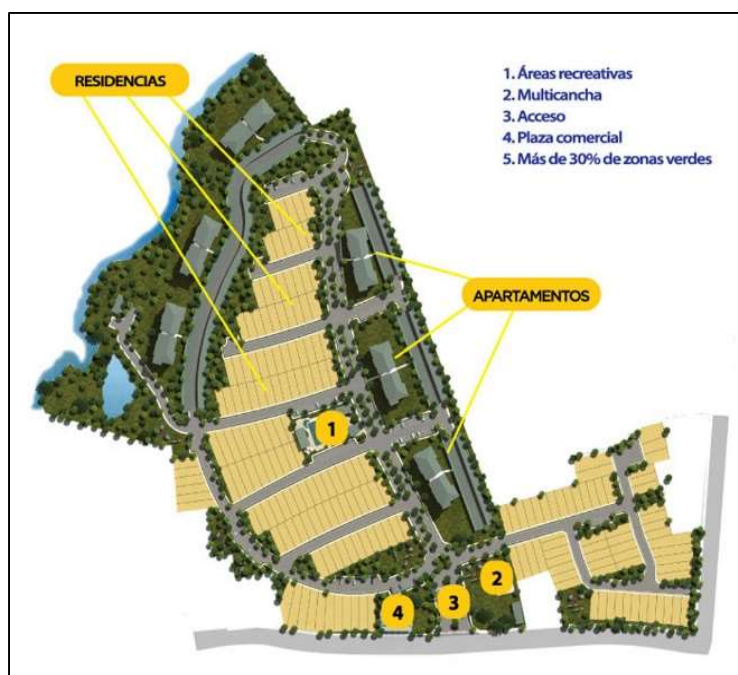 RESIDENCIAS
1. Áreas recreativas
2. Multicancha
3. Acceso
4. Plaza comercial
5. Más de 30% de zonas verdes
APARTAMENTOS
1
2
3
4